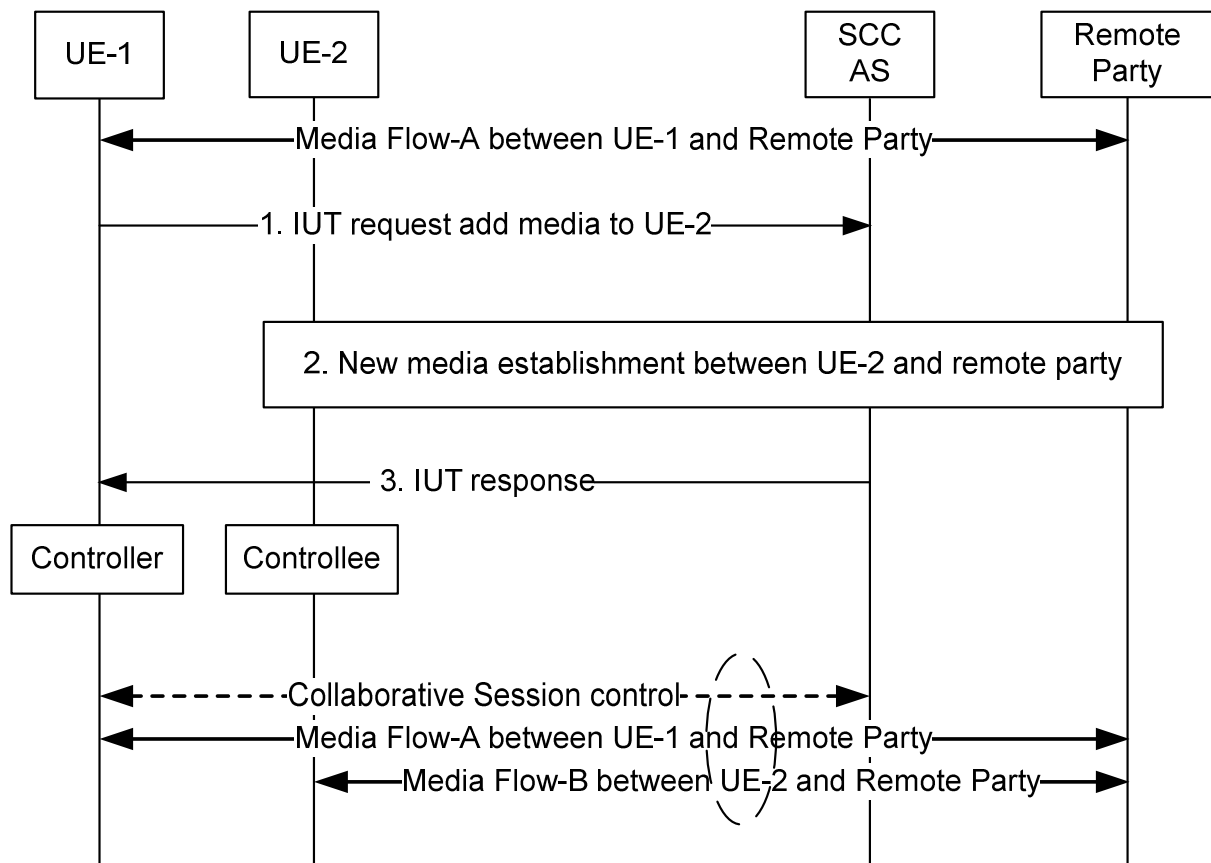 UE-1
UE-2
SCC
AS
Remote
Party
Media Flow-A between UE-1 and Remote Party
1. IUT request add media to UE-2
2. New media establishment between UE-2 and remote party
3. IUT response
Controller
Controllee
Collaborative Session control
Media Flow-A between UE-1 and Remote Party
Media Flow-B between UE-2 and Remote Party